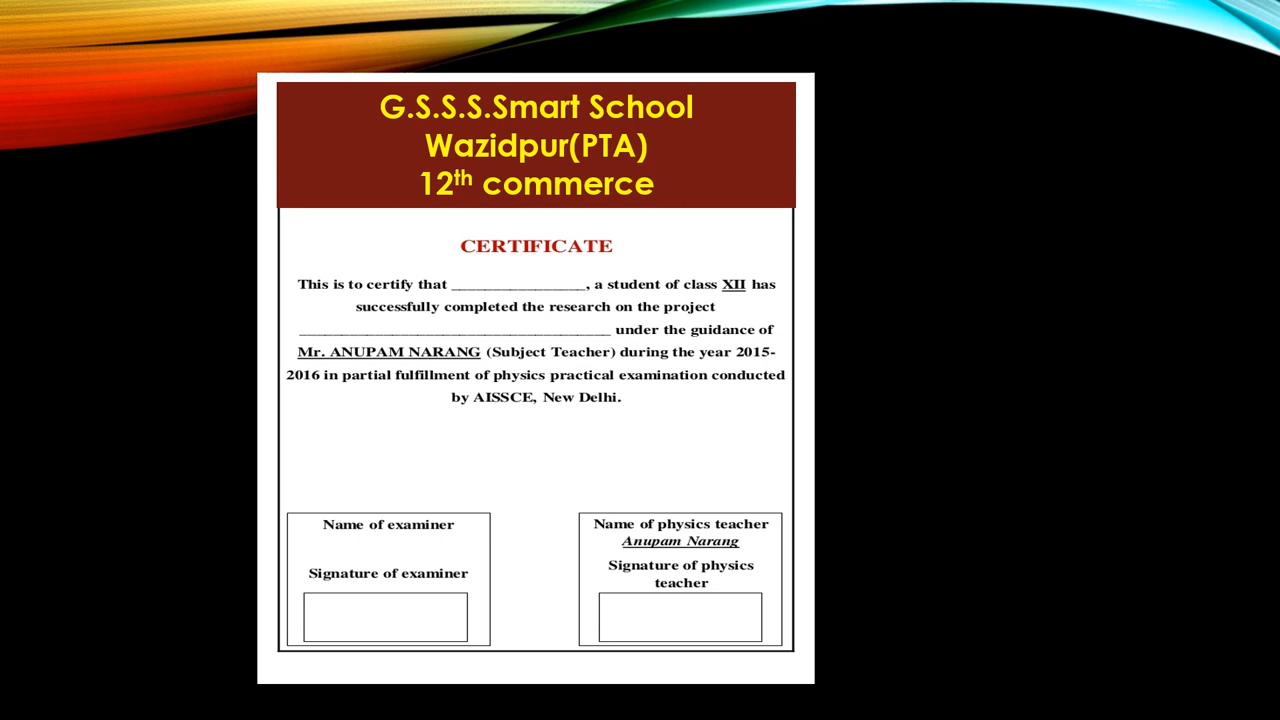 G.S.S.S.Smart School
Wazidpur(PTA)
12th commerce
CERTIFICATE
This is to certify that ________________, a student of class XII has
successfully completed the research on the project
_____________________________________ under the guidance of
Mr. ANUPAM NARANG (Subject Teacher) during the year 2015-
2016 in partial fulfillment of physics practical examination conducted
by AISSCE, New Delhi.
Name of examiner
Signature of examiner
Name of physics teacher
Anupam Narang
Signature of physics
teacher